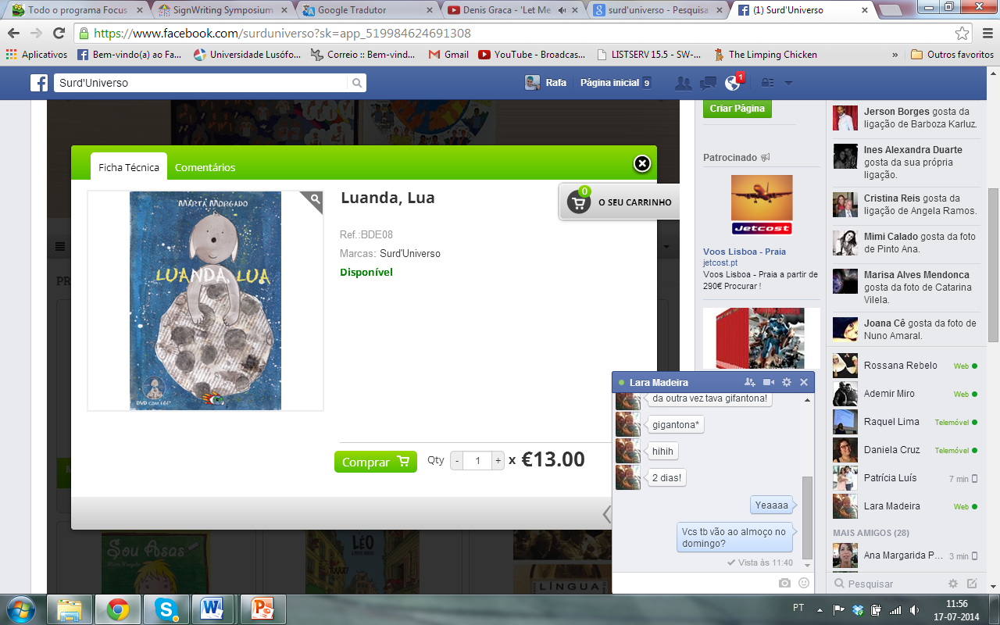 Todo o programa Focus
SignWriting Symposium
Google Tradutor
Denis Graca - 'Let Me
surd'universo - Pesquisa
(1) Surd'Universo
https://www.facebook.com/surduniverso?sk=app_519984624691308
Aplicativos
Bem-vindo(a) ao Fa...
Universidade Lusófo...
Correio :: Bem-vind...
Gmail
YouTube - Broadcas...
LISTSERV 15.5 - SW-...
The Limping Chicken
»
Outros favoritos
Surd'Universo
Rafa
Página inicial 9
1
Ficha Técnica
Comentários
MARTA MORGADO
LUANDA, LUA
DVD COM LGP
Luanda, Lua
Ref.:BDE08
Marcas: Surd'Universo
Disponível
0
O SEU CARRINHO
Comprar
Qty - 1 + x €13.00
PR
Sou Asas
Marta Morgado
LÉO
LÍNGUA
Criar Página
Patrocinado
Jetcost
Voos Lisboa - Praia
jetcost.pt
Voos Lisboa - Praia a partir de
290€ Procurar !
Jerson Borges gosta da
ligação de Barboza Karluz.
Ines Alexandra Duarte
gosta da sua própria
ligação.
Cristina Reis gosta da
ligação de Angela Ramos.
Mimi Calado gosta da foto
de Pinto Ana.
Marisa Alves Mendonca
gosta da foto de Catarina
Vilela.
Joana Cê gosta da foto de
Nuno Amaral.
Rossana Rebelo Web
Ademir Miro Web
Raquel Lima Telemóvel
Daniela Cruz Telemóvel
Patrícia Luís 7 min
Lara Madeira Web
MAIS AMIGOS (28)
Ana Margarida P... 3 min
Pesquisar
Lara Madeira
da outra vez tava gifantona!
gigantona*
hihih
2 dias!
Yeaaaa
Vcs tb vão ao almoço no
domingo?
Vista às 11:40
PT
11:56
17-07-2014